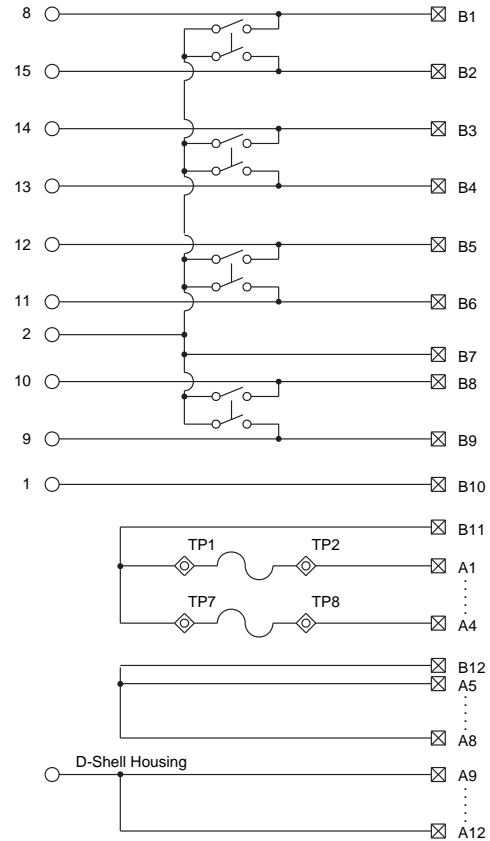 8 B1
15 B2
14 B3
13 B4
12 B5
11 B6
2
B7
10 B8
9 B9
1 B10
B11
TP1 TP2
A1
TP7 TP8
A4
B12
A5
A8
D-Shell Housing
A9
A12